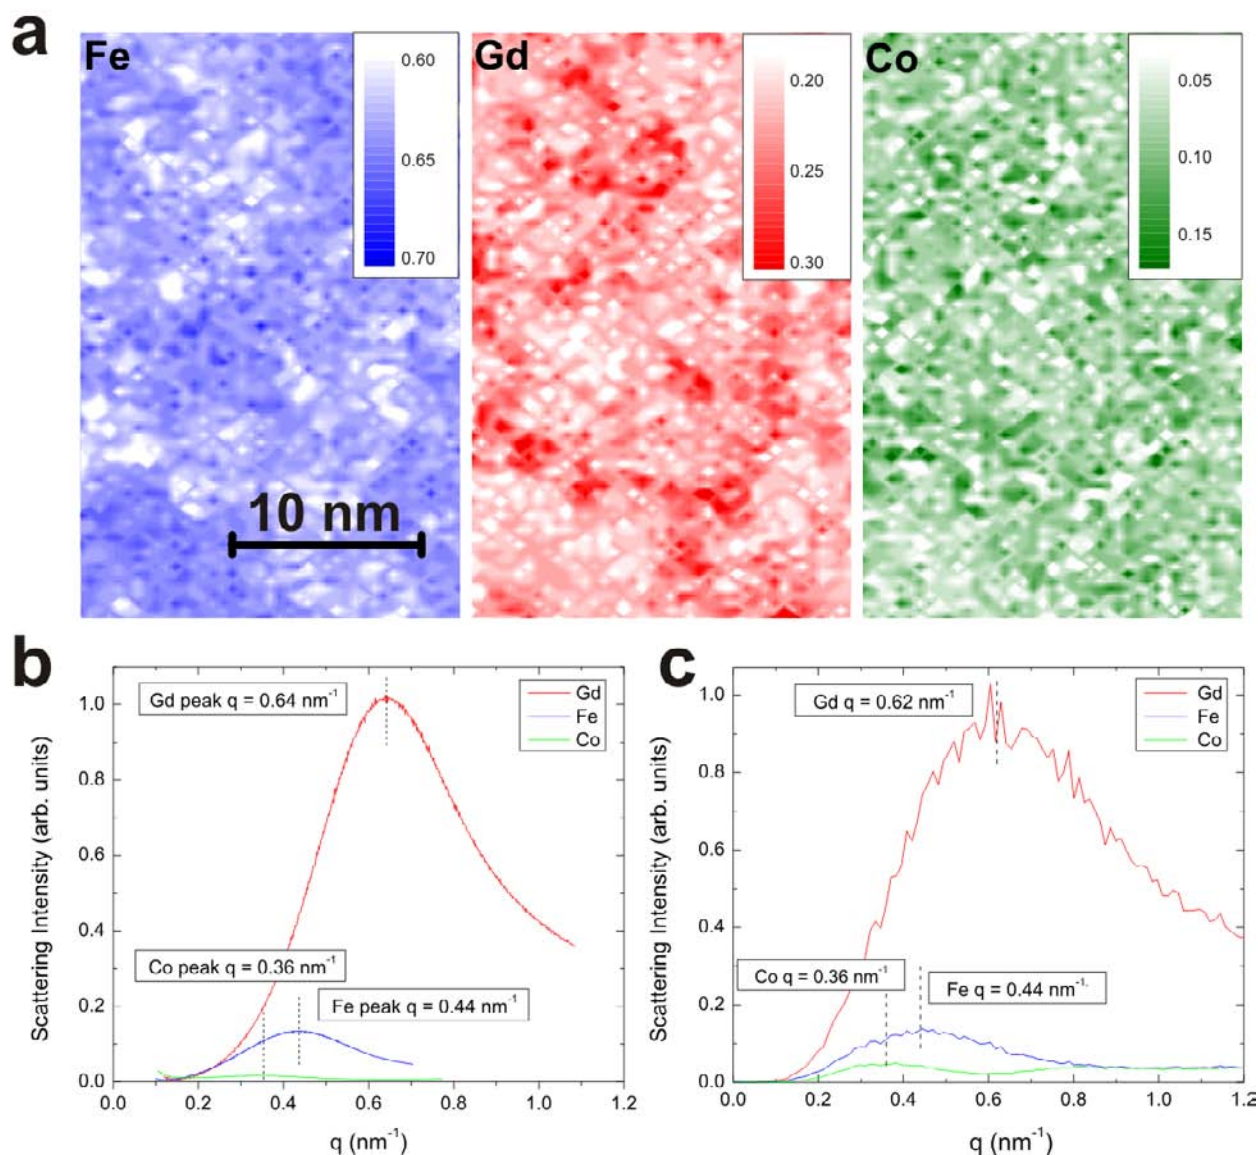 a
Fe
0.60
0.65
0.70
10 nm
Gd
0.20
0.25
0.30
Co
0.05
0.10
0.15
b
Scattering Intensity (arb. units)
1.0
0.8
0.6
0.4
0.2
0.0
Gd peak q = 0.64 nm⁻¹
Gd
Fe
Co
Co peak q = 0.36 nm⁻¹
Fe peak q = 0.44 nm⁻¹
0.0 0.2 0.4 0.6 0.8 1.0 1.2
q (nm⁻¹)
c
Scattering Intensity (arb. units)
1.0
0.8
0.6
0.4
0.2
0.0
Gd q = 0.62 nm⁻¹
Gd
Fe
Co
Co q = 0.36 nm⁻¹
Fe q = 0.44 nm⁻¹·
0.0 0.2 0.4 0.6 0.8 1.0 1.2
q (nm⁻¹)